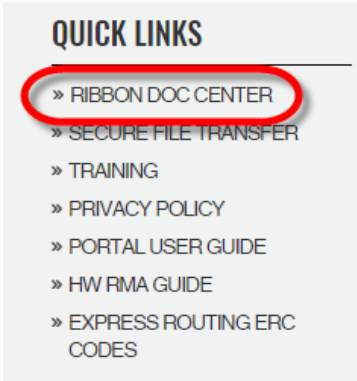 QUICK LINKS
» RIBBON DOC CENTER
» SECURE FILE TRANSFER
» TRAINING
» PRIVACY POLICY
» PORTAL USER GUIDE
» HW RMA GUIDE
» EXPRESS ROUTING ERC
CODES